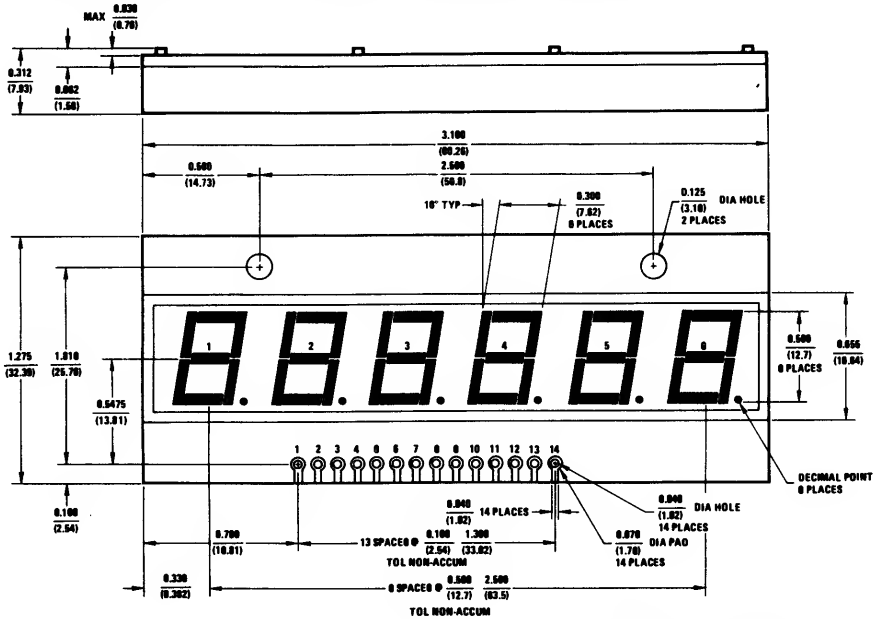 MAX 0.030
(0.76)
0.312
(7.93)
0.062
(1.58)
3.100
(80.26)
0.580
(14.73)
2.500
(50.8)
10° TYP
0.300
(7.62)
6 PLACES
0.125
(3.18)
DIA HOLE
2 PLACES
1.275
(32.39)
1.010
(25.70)
0.5475
(13.81)
1
2
3
4
5
6
0.500
(12.7)
6 PLACES
0.655
(16.64)
1 2 3 4 5 6 7 8 9 10 11 12 13 14
DECIMAL POINT
6 PLACES
0.100
(2.54)
0.040
(1.02)
14 PLACES
0.040
(1.02)
DIA HOLE
14 PLACES
0.070
(1.78)
DIA PAD
14 PLACES
0.700
(18.81)
13 SPACES @ 0.100 1.300
(2.54) (33.02)
TOL NON-ACCUM
0.330
(8.382)
6 SPACES @ 0.500 2.500
(12.7) (63.5)
TOL NON-ACCUM